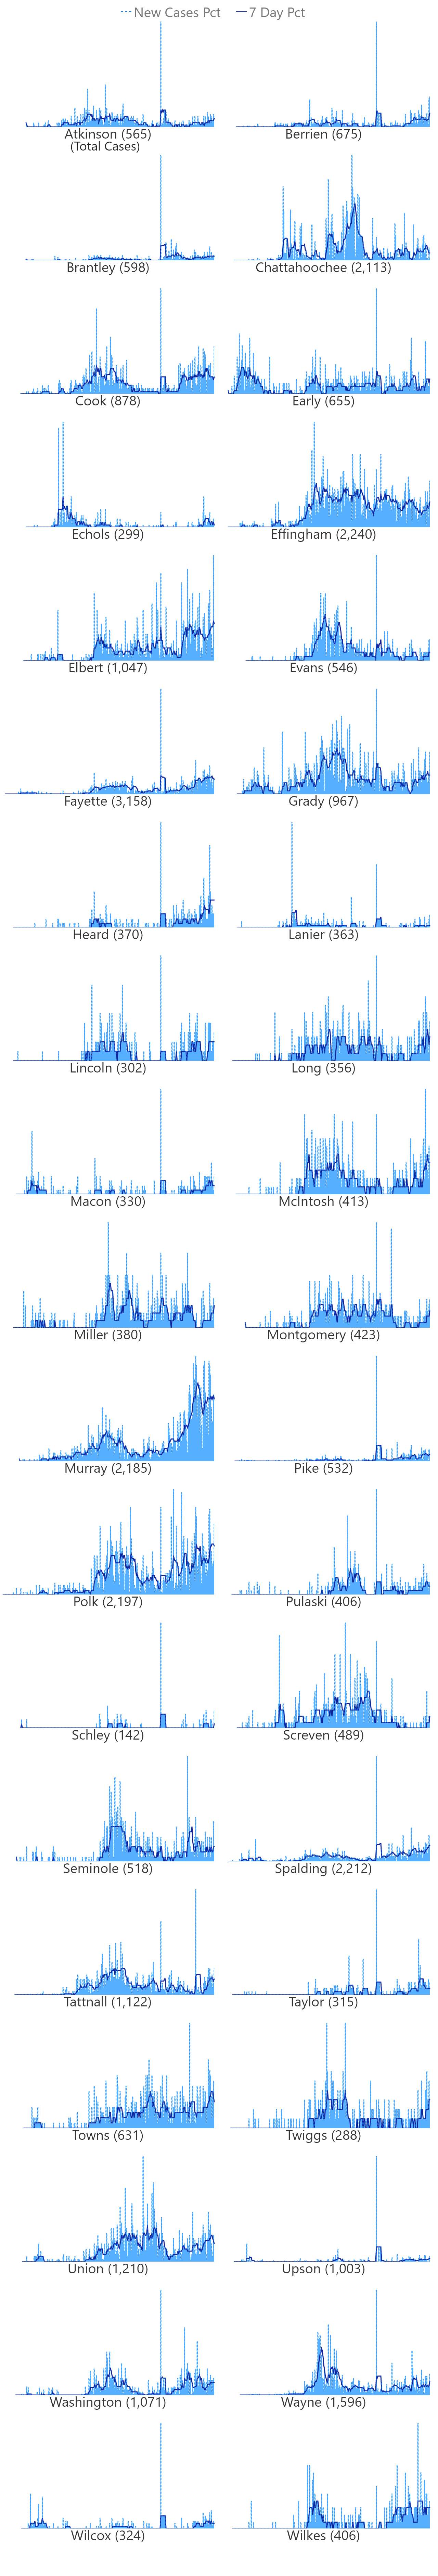 New Cases Pct 7 Day Pct
Atkinson (565) Berrien (675)
(Total Cases)
Brantley (598) Chattahoochee (2,113)
Cook (878) Early (655)
Echols (299) Effingham (2,240)
Elbert (1,047) Evans (546)
Fayette (3,158) Grady (967)
Heard (370) Lanier (363)
Lincoln (302) Long (356)
Macon (330) McIntosh (413)
Miller (380) Montgomery (423)
Murray (2,185) Pike (532)
Polk (2,197) Pulaski (406)
Schley (142) Screven (489)
Seminole (518) Spalding (2,212)
Tattnall (1,122) Taylor (315)
Towns (631) Twiggs (288)
Union (1,210) Upson (1,003)
Washington (1,071) Wayne (1,596)
Wilcox (324) Wilkes (406)